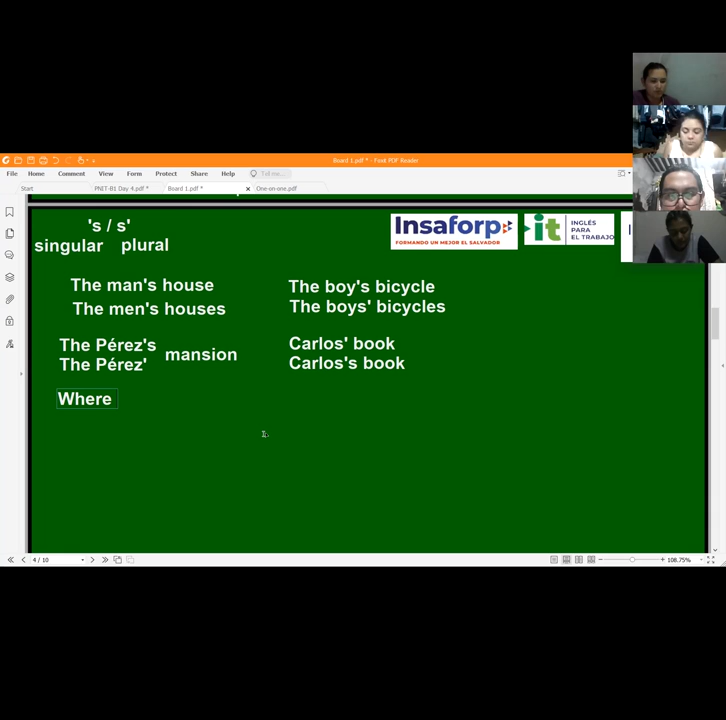 Board 1.pdf * - Foxit PDF Reader
File Home Comment View Form Protect Share Help Tell me...
Start PNIT-B1 Day 4.pdf * Board 1.pdf * One-on-one.pdf
's / s'
singular plural
Insaforp
FORMANDO UN MEJOR EL SALVADOR
it
INGLÉS
PARA
EL TRABAJO
The man's house
The men's houses
The boy's bicycle
The boys' bicycles
The Pérez's
The Pérez'
mansion
Carlos' book
Carlos's book
Where
4 / 10
108.75%